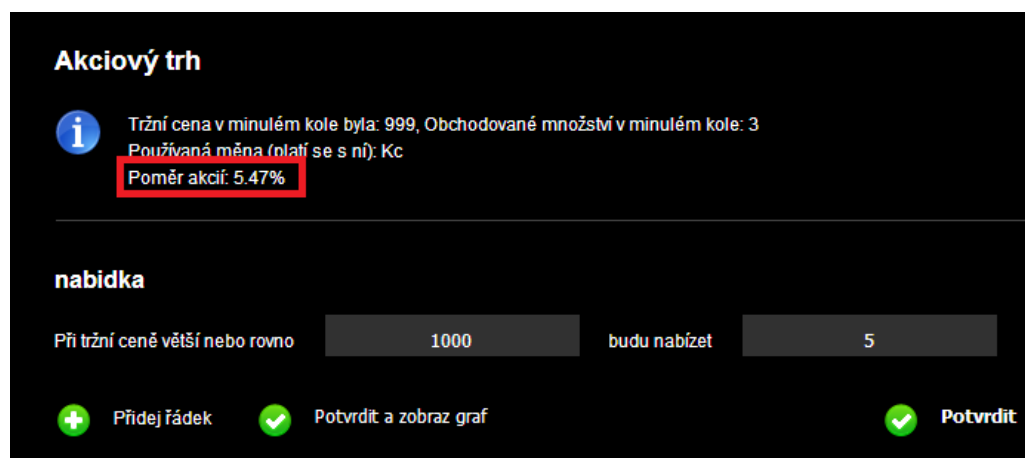 Akciový trh
Tržní cena v minulém kole byla: 999, Obchodované množství v minulém kole: 3
Používaná měna (platí se s ní): Kc
Poměr akcií: 5.47%
nabidka
Při tržní ceně větší nebo rovno 1000 budu nabízet 5
Přidej řádek Potvrdit a zobraz graf Potvrdit